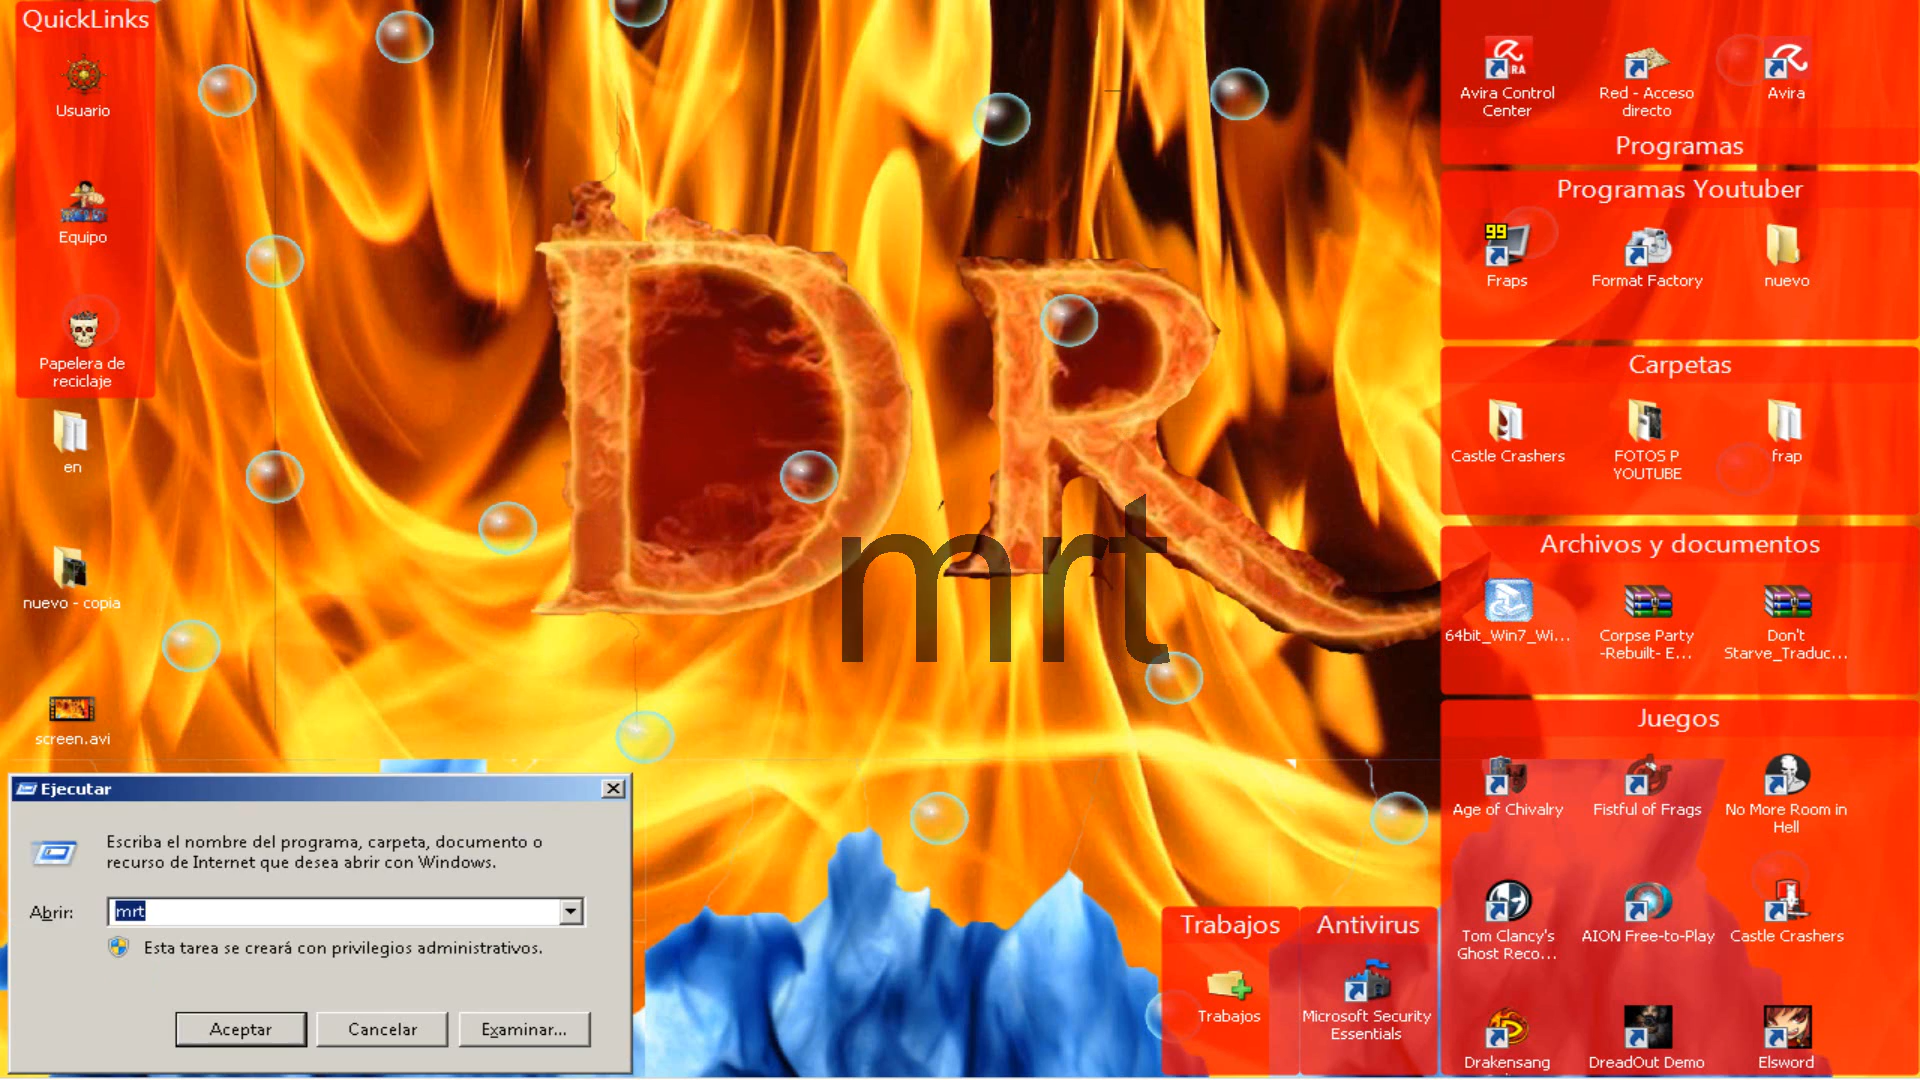 QuickLinks
Usuario
Equipo
Papelera de
reciclaje
en
nuevo - copia
screen.avi
DR
mrt
Avira Control
Center
Red - Acceso
directo
Avira
Programas
Programas Youtuber
99
Fraps
Format Factory
nuevo
Carpetas
Castle Crashers
FOTOS P
YOUTUBE
frap
Archivos y documentos
64bit_Win7_Wi...
Corpse Party
-Rebuilt- E...
Don't
Starve_Traduc...
Juegos
Age of Chivalry
Fistful of Frags
No More Room in
Hell
Tom Clancy's
Ghost Reco...
AION Free-to-Play
Castle Crashers
Drakensang
DreadOut Demo
Elsword
Trabajos
Trabajos
Antivirus
Microsoft Security
Essentials
Ejecutar
Escriba el nombre del programa, carpeta, documento o
recurso de Internet que desea abrir con Windows.
Abrir:
mrt
Esta tarea se creará con privilegios administrativos.
Aceptar
Cancelar
Examinar...